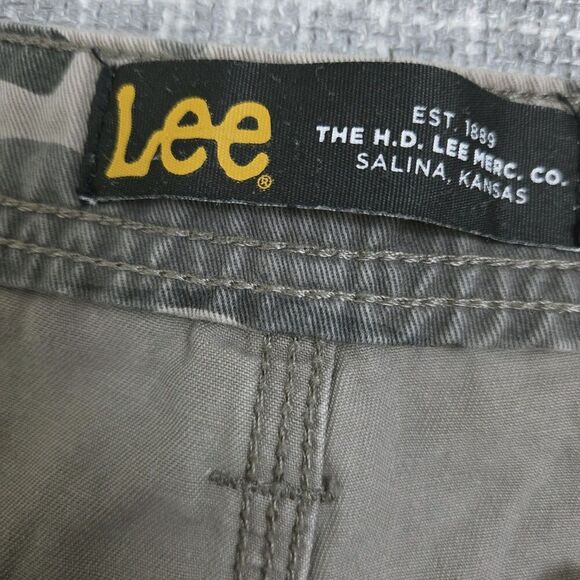 Lee®
EST. 1889
THE H.D. LEE MERC. CO.
SALINA, KANSAS